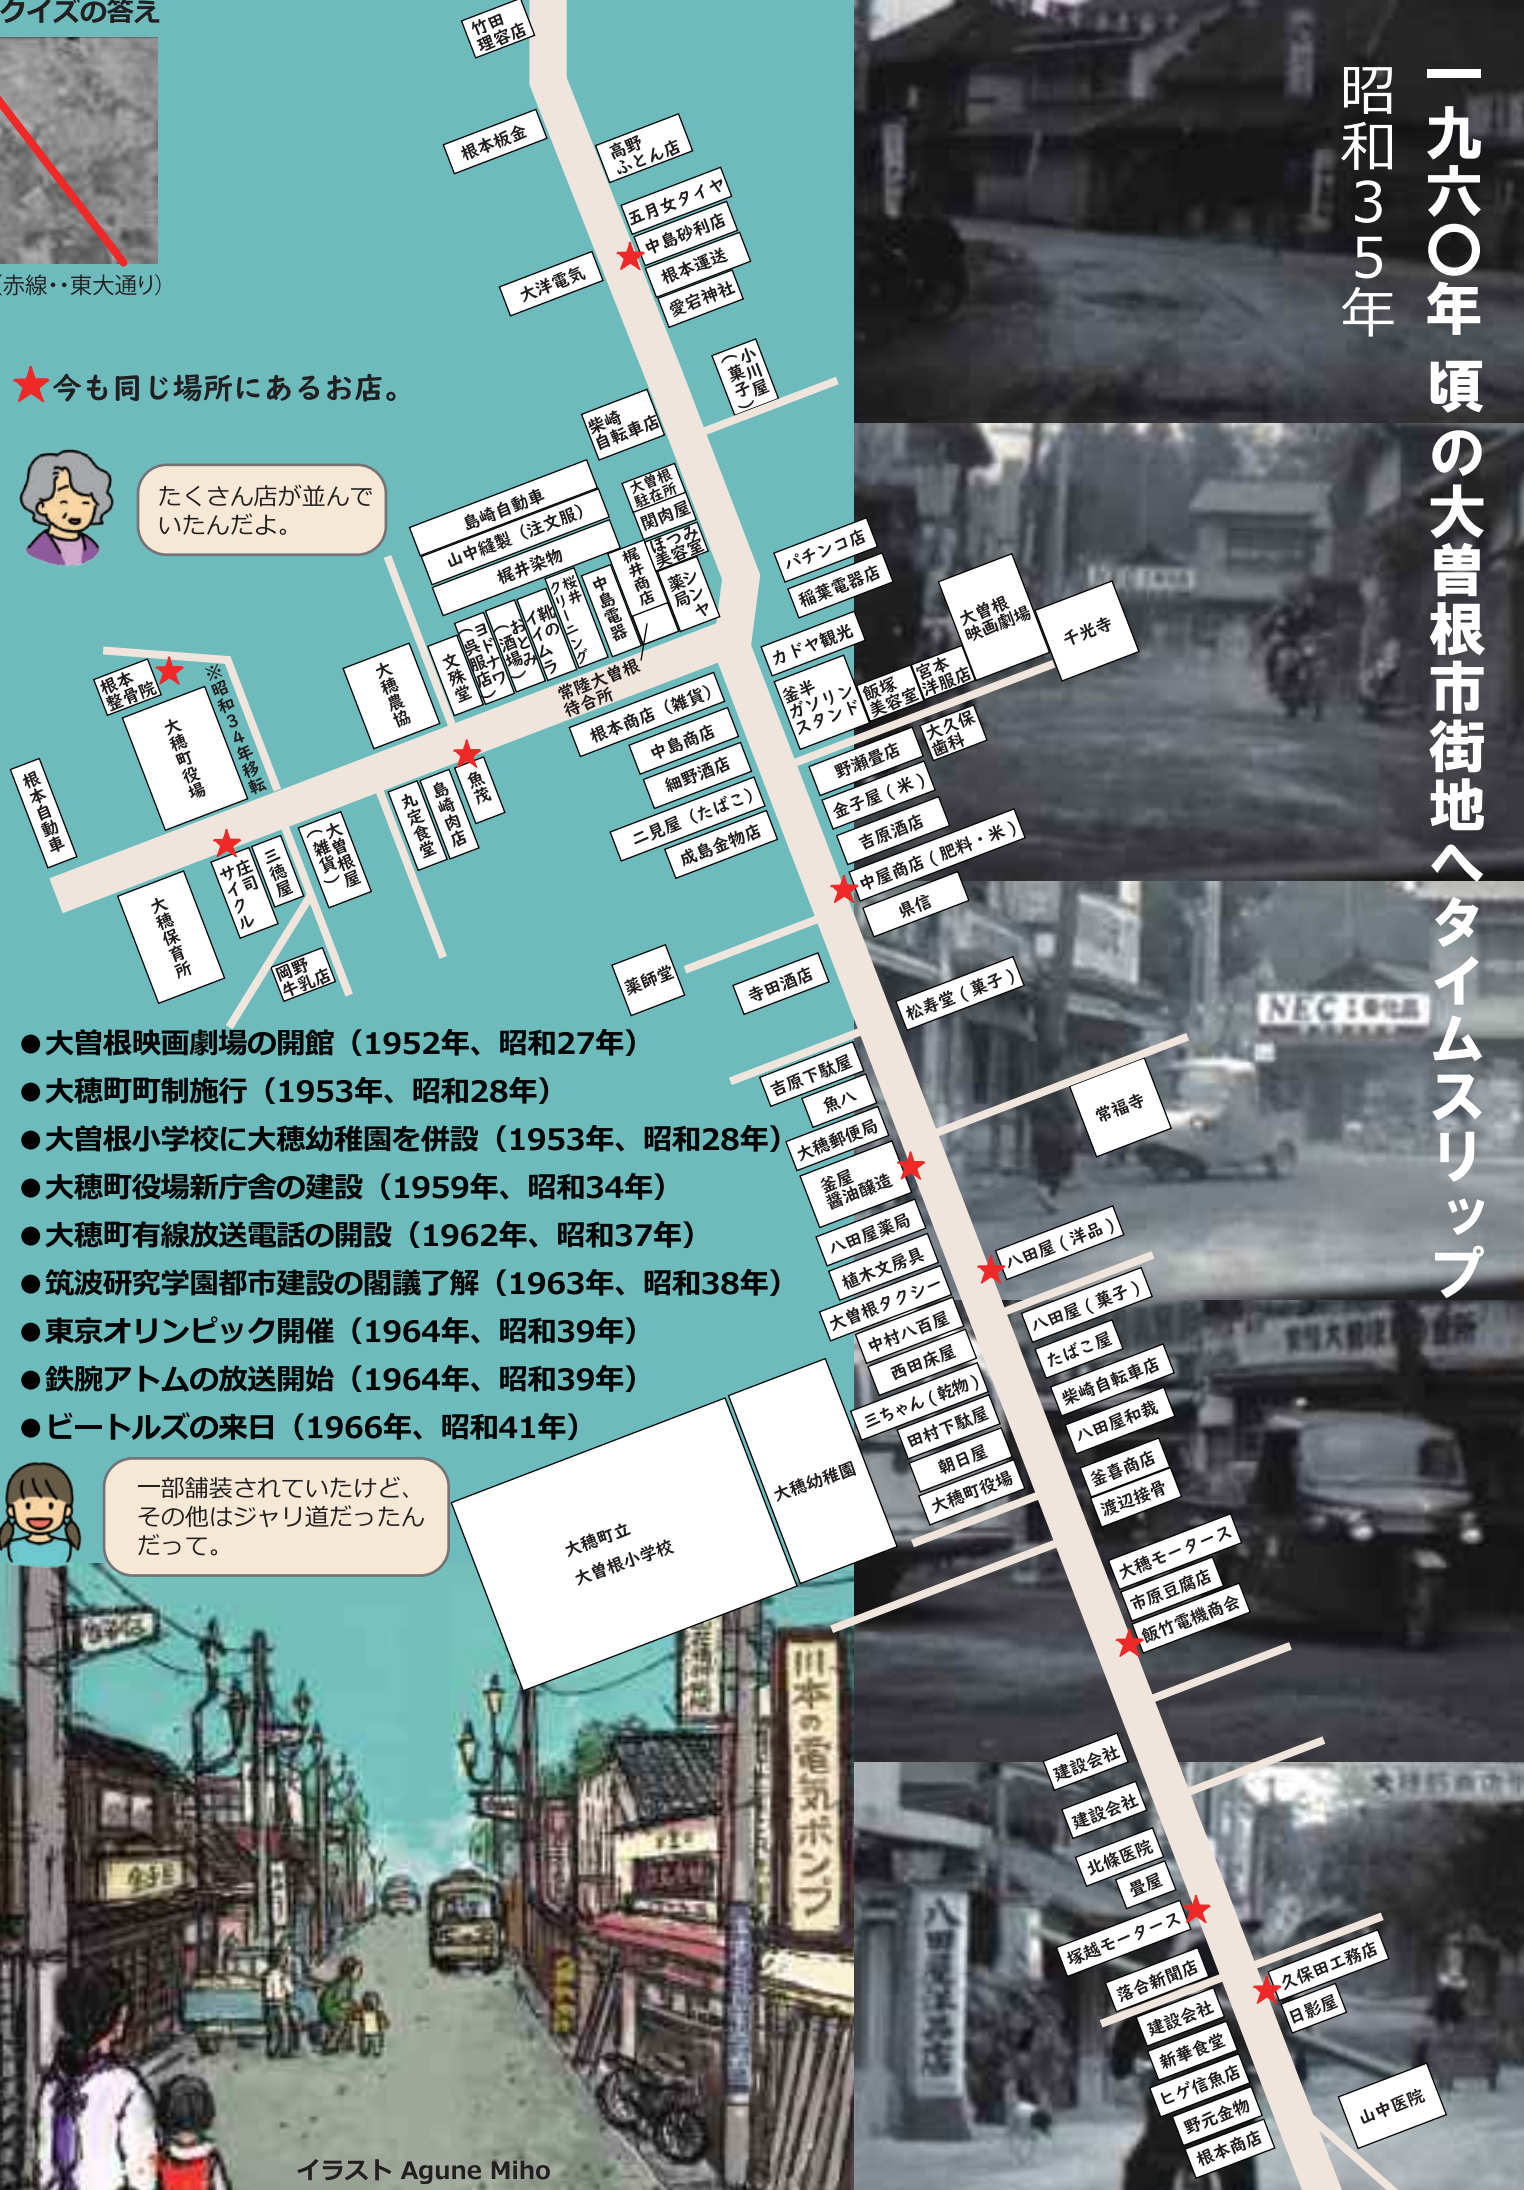 一九六〇年 頃の大曽根市街地へタイムスリップ
昭和35年
クイズの答え
(赤線・・東大通り)
★今も同じ場所にあるお店。
たくさん店が並んで
いたんだよ。
竹田
理容店
根本板金
高野
ふとん店
五月女タイヤ
中島砂利店
根本運送
愛宕神社
大洋電気
小川屋
(菓子)
柴崎
自転車店
大曽根
駐在所
関肉屋
ほづみ
美容室
シンヤ
薬局
島崎自動車
山中縫製(注文服)
梶井染物
梶井商店
中島電器
桜井
クリーニング
靴の
イイムラ
おとみ
(酒場)
ヨドナワ
(呉服店)
文殊堂
常陸大曽根
待合所
大穂農協
※昭和34年移転
根本
整骨院
大穂町役場
根本自動車
大穂保育所
庄司
サイクル
三徳屋
大曽根屋
(雑貨)
岡野
牛乳店
丸定食堂
島崎肉店
魚茂
根本商店(雑貨)
中島商店
細野酒店
二見屋(たばこ)
成島金物店
パチンコ店
稲葉電器店
カドヤ観光
釜半
ガソリン
スタンド
飯塚
美容室
宮本
洋服店
大曽根
映画劇場
千光寺
大久保
歯科
野瀬畳店
金子屋(米)
吉原酒店
中屋商店(肥料・米)
県信
薬師堂
寺田酒店
松寿堂(菓子)
吉原下駄屋
魚八
大穂郵便局
釜屋
醤油醸造
八田屋薬局
植木文房具
大曽根タクシー
中村八百屋
西田床屋
三ちゃん(乾物)
田村下駄屋
朝日屋
大穂町役場
常福寺
八田屋(洋品)
八田屋(菓子)
たばこ屋
柴崎自転車店
八田屋和裁
釜喜商店
渡辺接骨
大穂モータース
市原豆腐店
飯竹電機商会
大穂幼稚園
大穂町立
大曽根小学校
建設会社
建設会社
北條医院
畳屋
塚越モータース
落合新聞店
建設会社
新華食堂
ヒゲ信魚店
野元金物
根本商店
久保田工務店
日影屋
山中医院
●大曽根映画劇場の開館(1952年、昭和27年)
●大穂町町制施行(1953年、昭和28年)
●大曽根小学校に大穂幼稚園を併設(1953年、昭和28年)
●大穂町役場新庁舎の建設(1959年、昭和34年)
●大穂町有線放送電話の開設(1962年、昭和37年)
●筑波研究学園都市建設の閣議了解(1963年、昭和38年)
●東京オリンピック開催(1964年、昭和39年)
●鉄腕アトムの放送開始(1964年、昭和39年)
●ビートルズの来日(1966年、昭和41年)
一部舗装されていたけど、
その他はジャリ道だったん
だって。
川本の電気ポンプ
NEC
イラスト Agune Miho